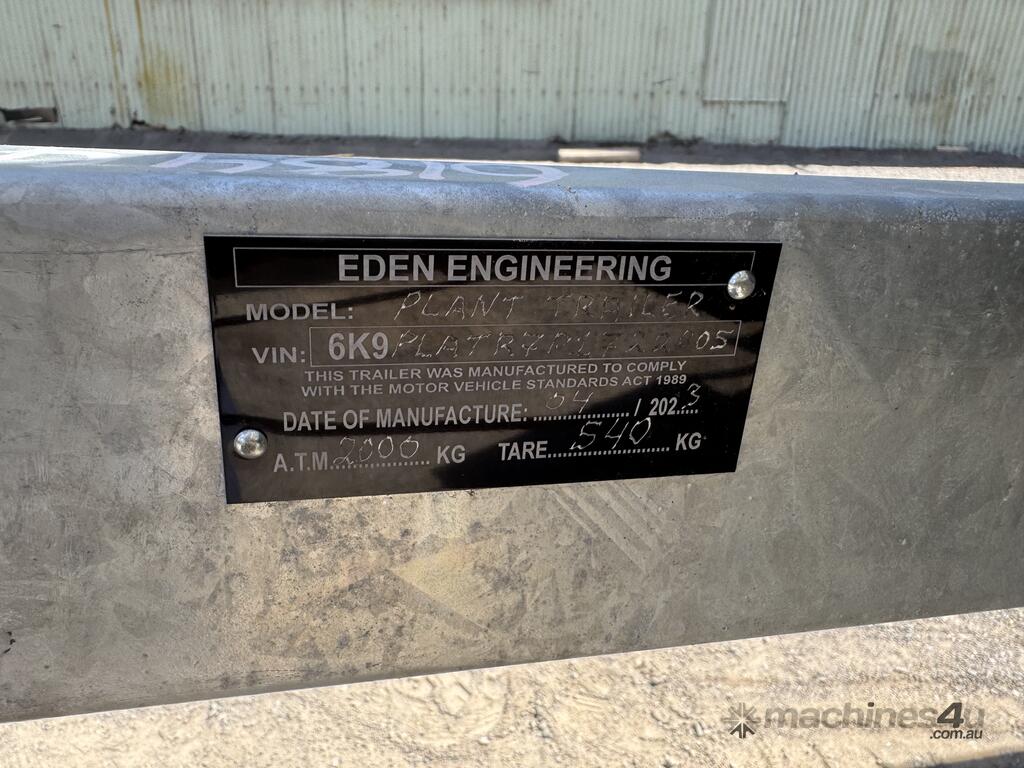 EDEN ENGINEERING
MODEL: PLANT TRAILER
VIN: 6K9
THIS TRAILER WAS MANUFACTURED TO COMPLY
WITH THE MOTOR VEHICLE STANDARDS ACT 1989
DATE OF MANUFACTURE: 04 / 2023
A.T.M. 2000 KG TARE 540 KG
machines4u
.com.au